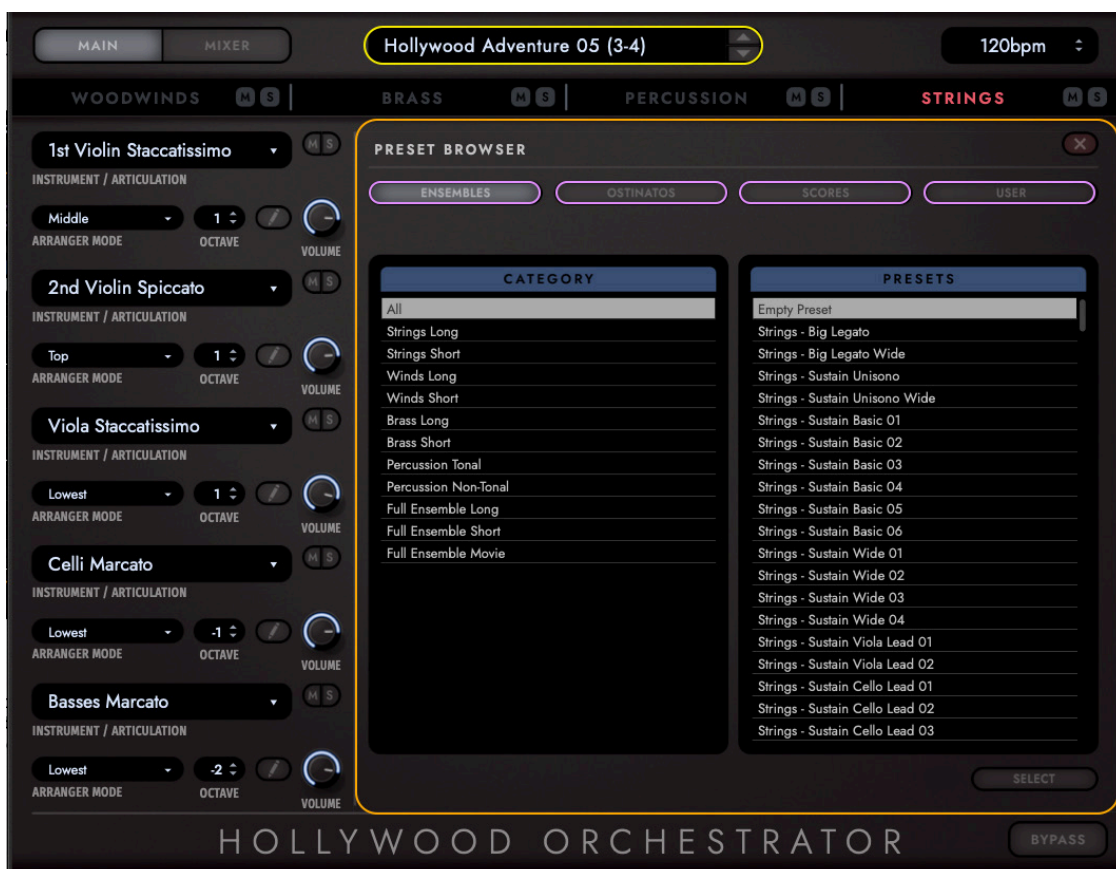 MAIN MIXER Hollywood Adventure 05 (3-4) 120bpm
WOODWINDS M S BRASS M S PERCUSSION M S STRINGS M S
1st Violin Staccatissimo M S
INSTRUMENT / ARTICULATION
Middle 1
ARRANGER MODE OCTAVE VOLUME
2nd Violin Spiccato M S
INSTRUMENT / ARTICULATION
Top 1
ARRANGER MODE OCTAVE VOLUME
Viola Staccatissimo M S
INSTRUMENT / ARTICULATION
Lowest 1
ARRANGER MODE OCTAVE VOLUME
Celli Marcato M S
INSTRUMENT / ARTICULATION
Lowest -1
ARRANGER MODE OCTAVE VOLUME
Basses Marcato M S
INSTRUMENT / ARTICULATION
Lowest -2
ARRANGER MODE OCTAVE VOLUME
PRESET BROWSER
ENSEMBLES OSTINATOS SCORES USER
CATEGORY
All
Strings Long
Strings Short
Winds Long
Winds Short
Brass Long
Brass Short
Percussion Tonal
Percussion Non-Tonal
Full Ensemble Long
Full Ensemble Short
Full Ensemble Movie
PRESETS
Empty Preset
Strings - Big Legato
Strings - Big Legato Wide
Strings - Sustain Unisono
Strings - Sustain Unisono Wide
Strings - Sustain Basic 01
Strings - Sustain Basic 02
Strings - Sustain Basic 03
Strings - Sustain Basic 04
Strings - Sustain Basic 05
Strings - Sustain Basic 06
Strings - Sustain Wide 01
Strings - Sustain Wide 02
Strings - Sustain Wide 03
Strings - Sustain Wide 04
Strings - Sustain Viola Lead 01
Strings - Sustain Viola Lead 02
Strings - Sustain Cello Lead 01
Strings - Sustain Cello Lead 02
Strings - Sustain Cello Lead 03
SELECT
HOLLYWOOD ORCHESTRATOR
BYPASS